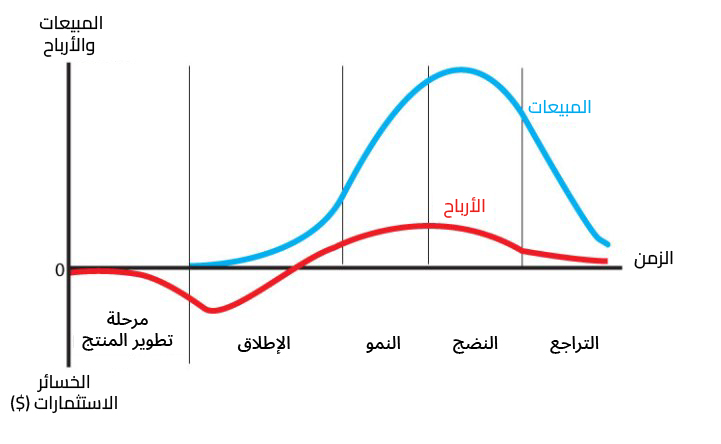 المبيعات
والأرباح
المبيعات
الأرباح
الزمن
0
مرحلة
تطوير المنتج
الإطلاق
النمو
النضج
التراجع
الخسائر
الاستثمارات ($)